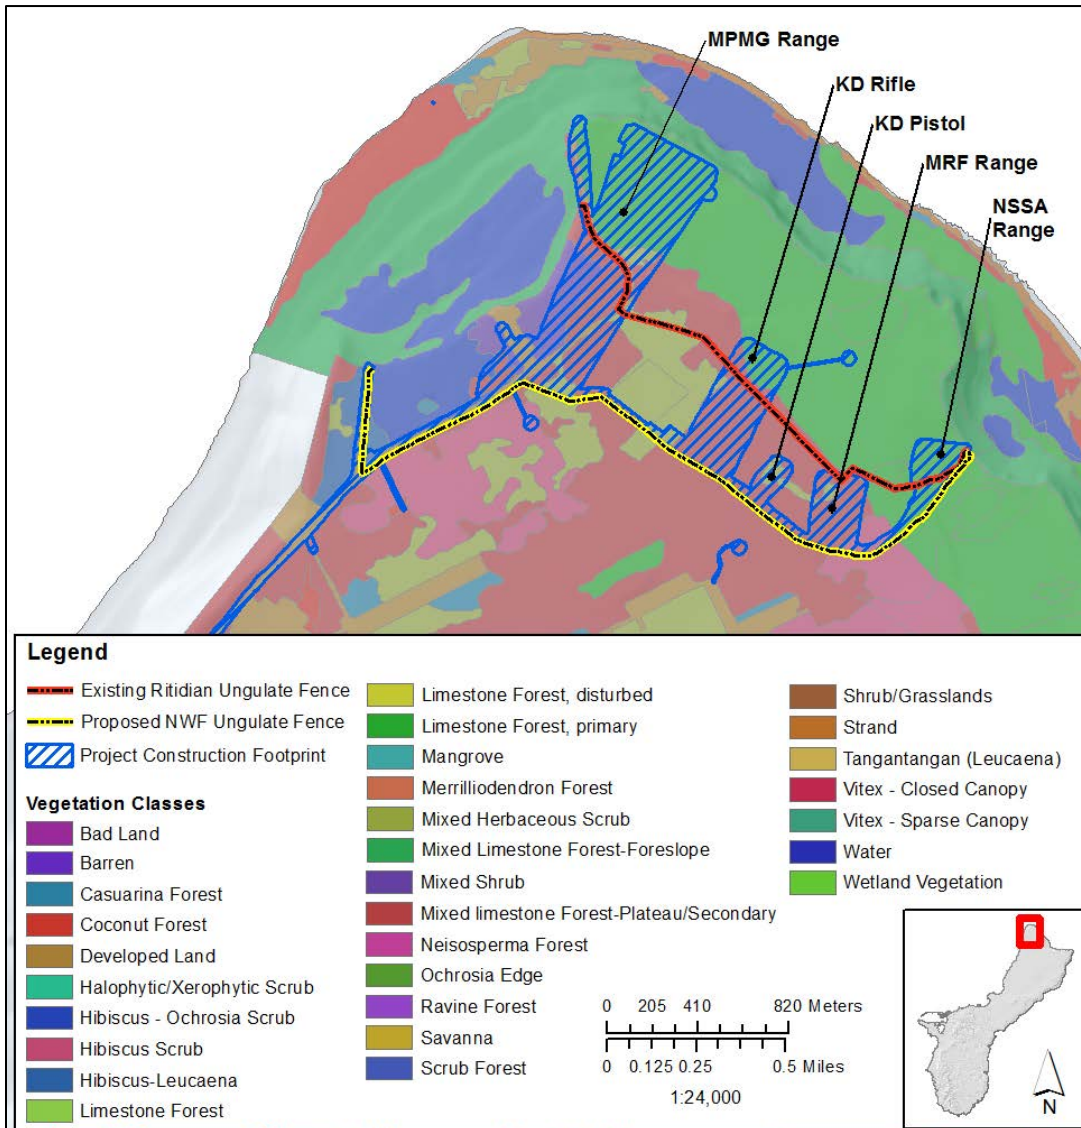 MPMG Range
KD Rifle
KD Pistol
MRF Range
NSSA
Range
Legend
Existing Ritidian Ungulate Fence
Proposed NWF Ungulate Fence
Project Construction Footprint
Vegetation Classes
Bad Land
Barren
Casuarina Forest
Coconut Forest
Developed Land
Halophytic/Xerophytic Scrub
Hibiscus - Ochrosia Scrub
Hibiscus Scrub
Hibiscus-Leucaena
Limestone Forest
Limestone Forest, disturbed
Limestone Forest, primary
Mangrove
Merrilliodendron Forest
Mixed Herbaceous Scrub
Mixed Limestone Forest-Foreslope
Mixed Shrub
Mixed limestone Forest-Plateau/Secondary
Neisosperma Forest
Ochrosia Edge
Ravine Forest
Savanna
Scrub Forest
Shrub/Grasslands
Strand
Tangantangan (Leucaena)
Vitex - Closed Canopy
Vitex - Sparse Canopy
Water
Wetland Vegetation
0 205 410 820 Meters
0 0.125 0.25 0.5 Miles
1:24,000
N